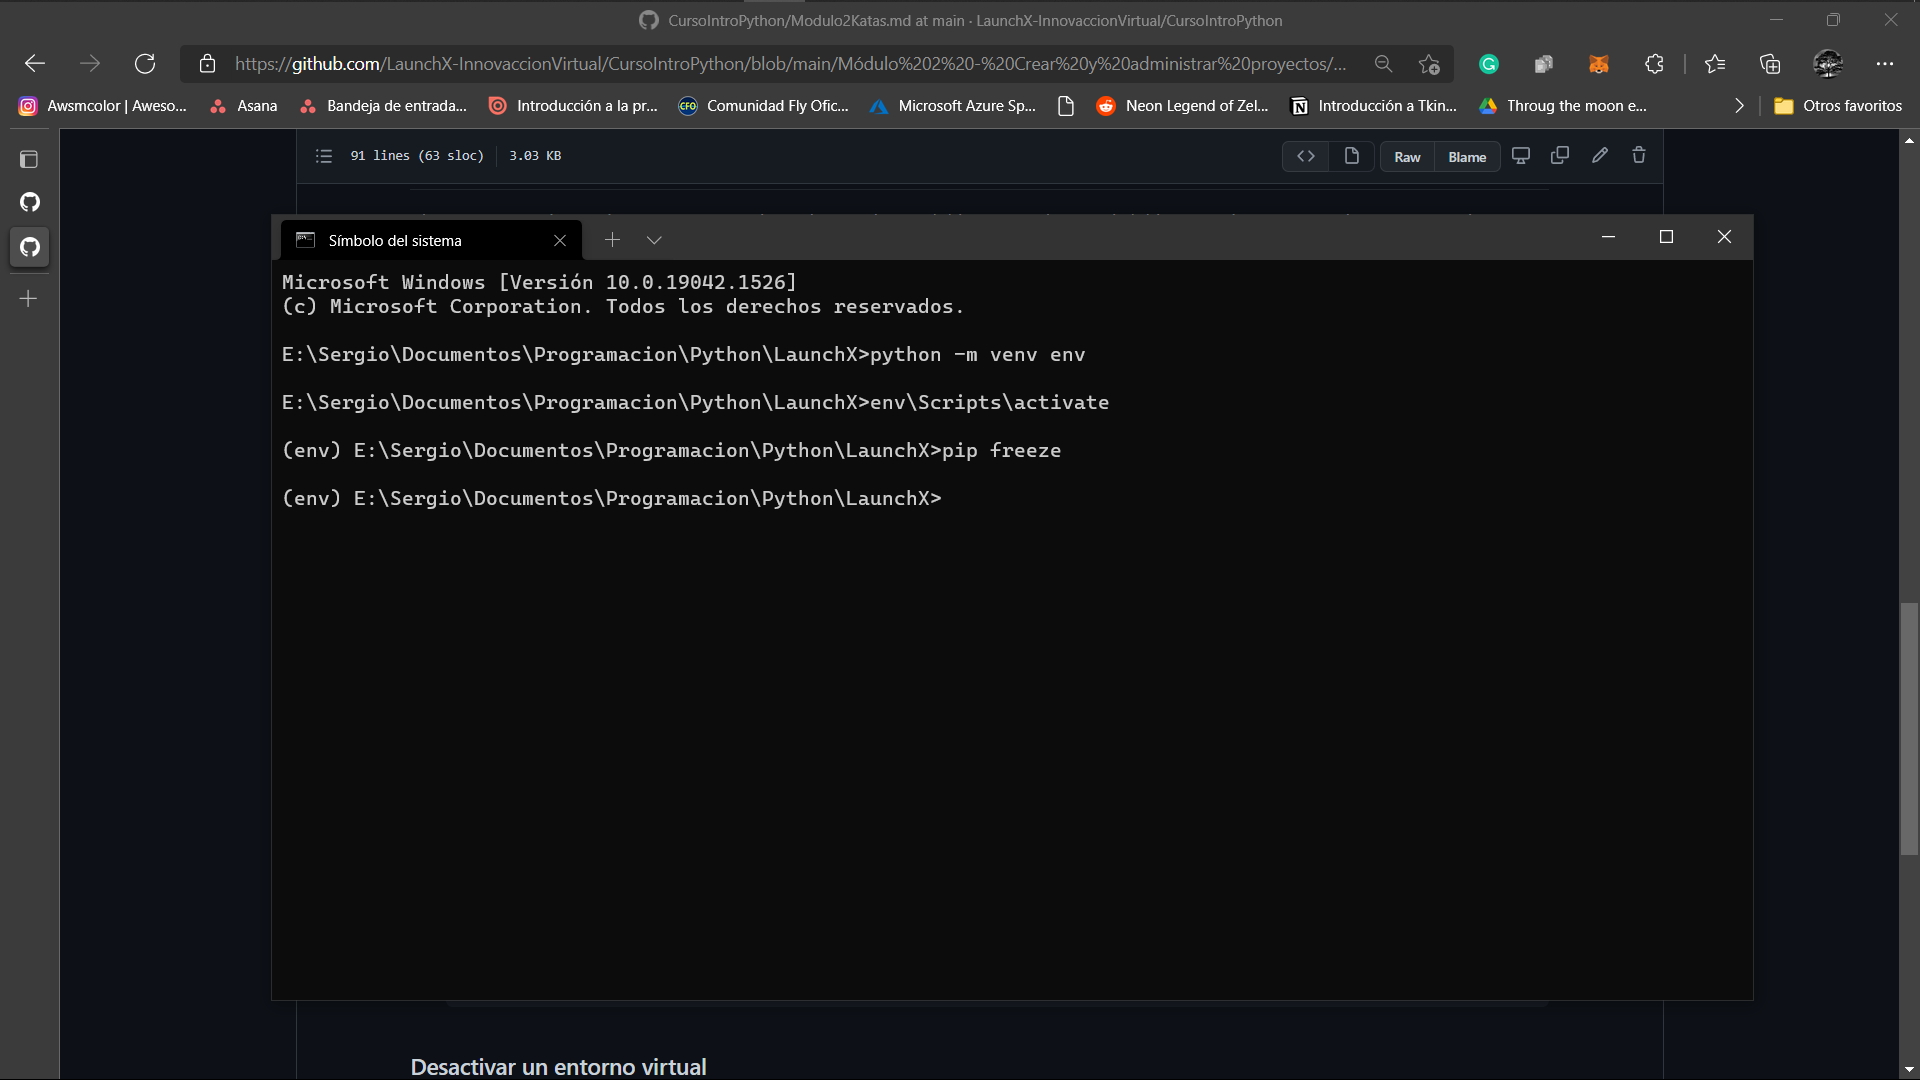 CursoIntroPython/Modulo2Katas.md at main · LaunchX-InnovaccionVirtual/CursoIntroPython
https://github.com/LaunchX-InnovaccionVirtual/CursoIntroPython/blob/main/Módulo%202%20-%20Crear%20y%20administrar%20proyectos/...
Awsmcolor | Aweso...
Asana
Bandeja de entrada...
Introducción a la pr...
CFO
Comunidad Fly Ofic...
Microsoft Azure Sp...
Neon Legend of Zel...
Introducción a Tkin...
Throug the moon e...
Otros favoritos
91 lines (63 sloc)
3.03 KB
Raw
Blame
Símbolo del sistema
Microsoft Windows [Versión 10.0.19042.1526]
(c) Microsoft Corporation. Todos los derechos reservados.
E:\Sergio\Documentos\Programacion\Python\LaunchX>python -m venv env
E:\Sergio\Documentos\Programacion\Python\LaunchX>env\Scripts\activate
(env) E:\Sergio\Documentos\Programacion\Python\LaunchX>pip freeze
(env) E:\Sergio\Documentos\Programacion\Python\LaunchX>
Desactivar un entorno virtual